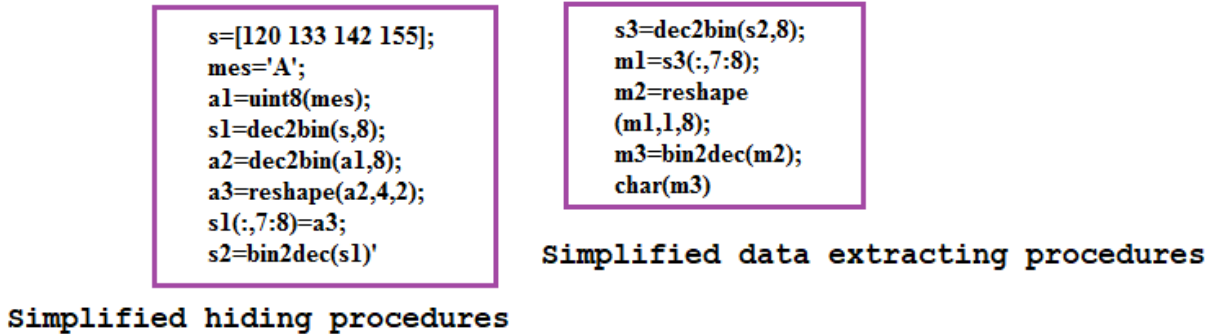 s=[120 133 142 155];
mes='A';
a1=uint8(mes);
s1=dec2bin(s,8);
a2=dec2bin(a1,8);
a3=reshape(a2,4,2);
s1(:,7:8)=a3;
s2=bin2dec(s1)'
Simplified hiding procedures
s3=dec2bin(s2,8);
m1=s3(:,7:8);
m2=reshape
(m1,1,8);
m3=bin2dec(m2);
char(m3)
Simplified data extracting procedures